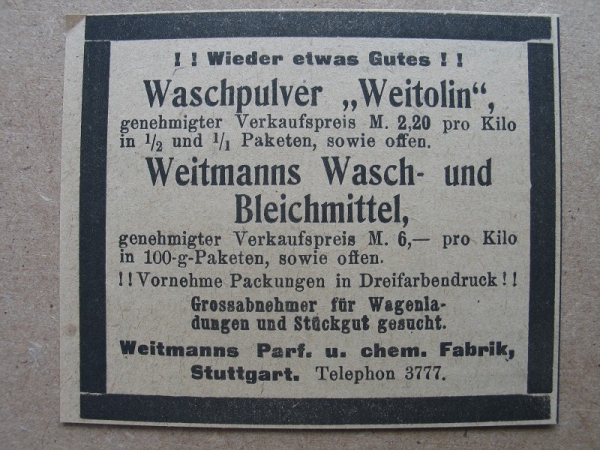 ! ! Wieder etwas Gutes ! !
Waschpulver „Weitolin“,
genehmigter Verkaufspreis M. 2,20 pro Kilo
in 1/2 und 1/1 Paketen, sowie offen.
Weitmanns Wasch- und
Bleichmittel,
genehmigter Verkaufspreis M. 6,— pro Kilo
in 100-g-Paketen, sowie offen.
!! Vornehme Packungen in Dreifarbendruck !!
Grossabnehmer für Wagenla-
dungen und Stückgut gesucht.
Weitmanns Parf. u. chem. Fabrik,
Stuttgart. Telephon 3777.